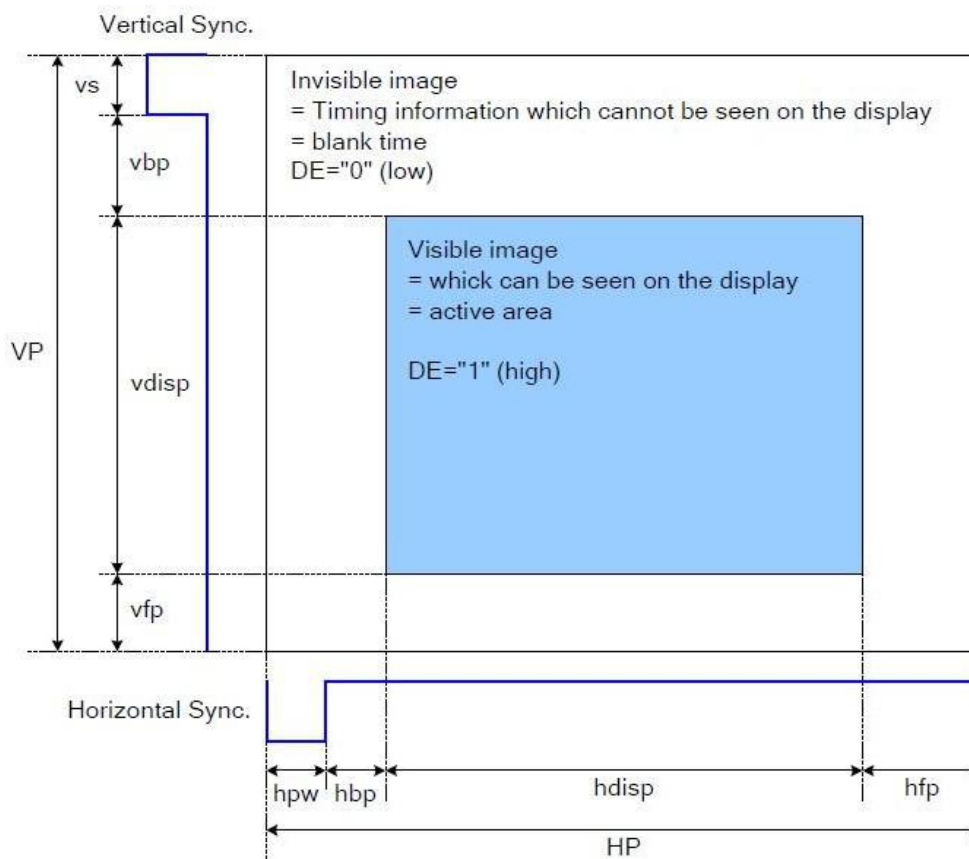 Vertical Sync.
vs
Invisible image
= Timing information which cannot be seen on the display
= blank time
DE="0" (low)
vbp
Visible image
= whick can be seen on the display
= active area
DE="1" (high)
VP
vdisp
vfp
Horizontal Sync.
hpw
hbp
hdisp
hfp
HP